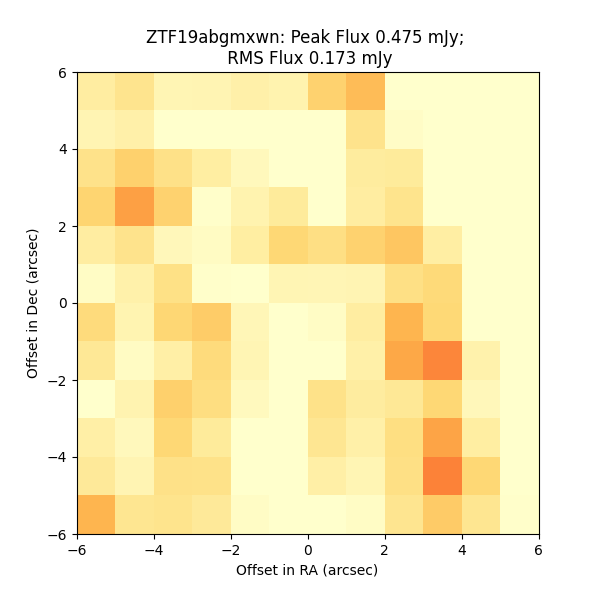 ZTF19abgmxwn: Peak Flux 0.475 mJy;
RMS Flux 0.173 mJy
6
4
2
0
−2
−4
−6
Offset in Dec (arcsec)
−6 −4 −2 0 2 4 6
Offset in RA (arcsec)